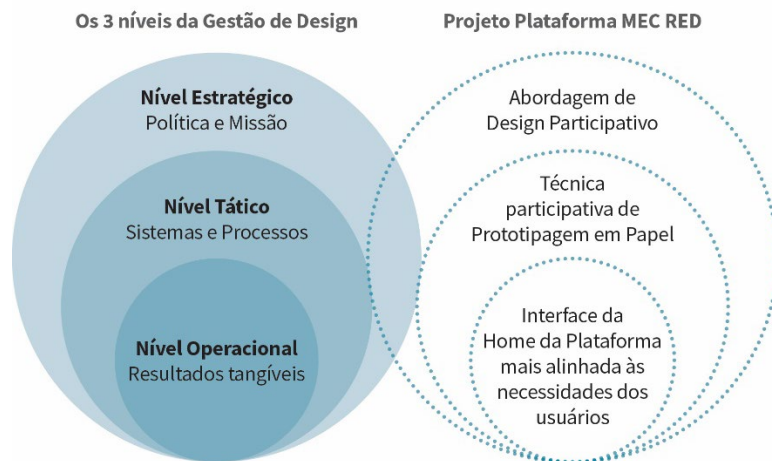 Os 3 níveis da Gestão de Design
Nível Estratégico
Política e Missão
Nível Tático
Sistemas e Processos
Nível Operacional
Resultados tangíveis
Projeto Plataforma MEC RED
Abordagem de
Design Participativo
Técnica
participativa de
Prototipagem em Papel
Interface da
Home da Plataforma
mais alinhada às
necessidades dos
usuários